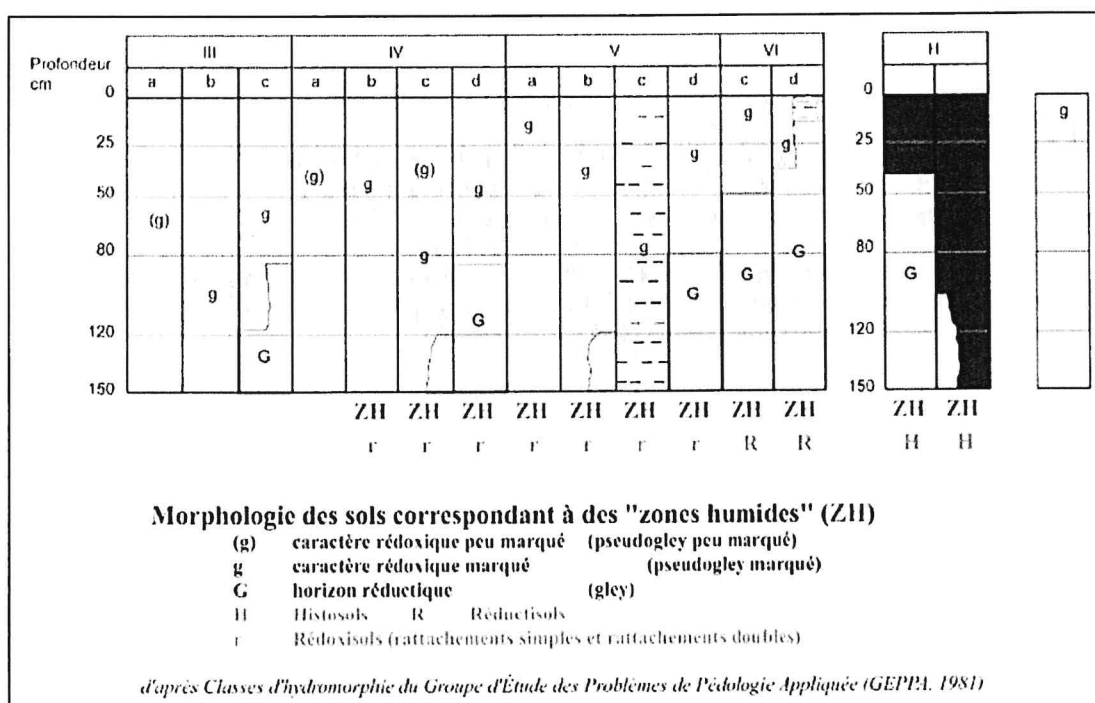 III IV V VI H
Profondeur
cm
a b c a b c d a b c d c d
0 0
g g g
25 25
(g) g (g) g g g g
50 50
(g) g
80 80
g g G
g G G G G
120 120
G
150 150
ZH ZH ZH ZH ZH ZH ZH ZH ZH ZH ZH
r r r r r r r R R H H
Morphologie des sols correspondant à des "zones humides" (ZH)
(g) caractère rédoxique peu marqué (pseudogley peu marqué)
g caractère rédoxique marqué (pseudogley marqué)
G horizon réductique (gley)
H Histosols R Réductisols
r Rédoxisols (rattachements simples et rattachements doubles)
d'après Classes d'hydromorphie du Groupe d'Étude des Problèmes de Pédologie Appliquée (GEPPA, 1981)